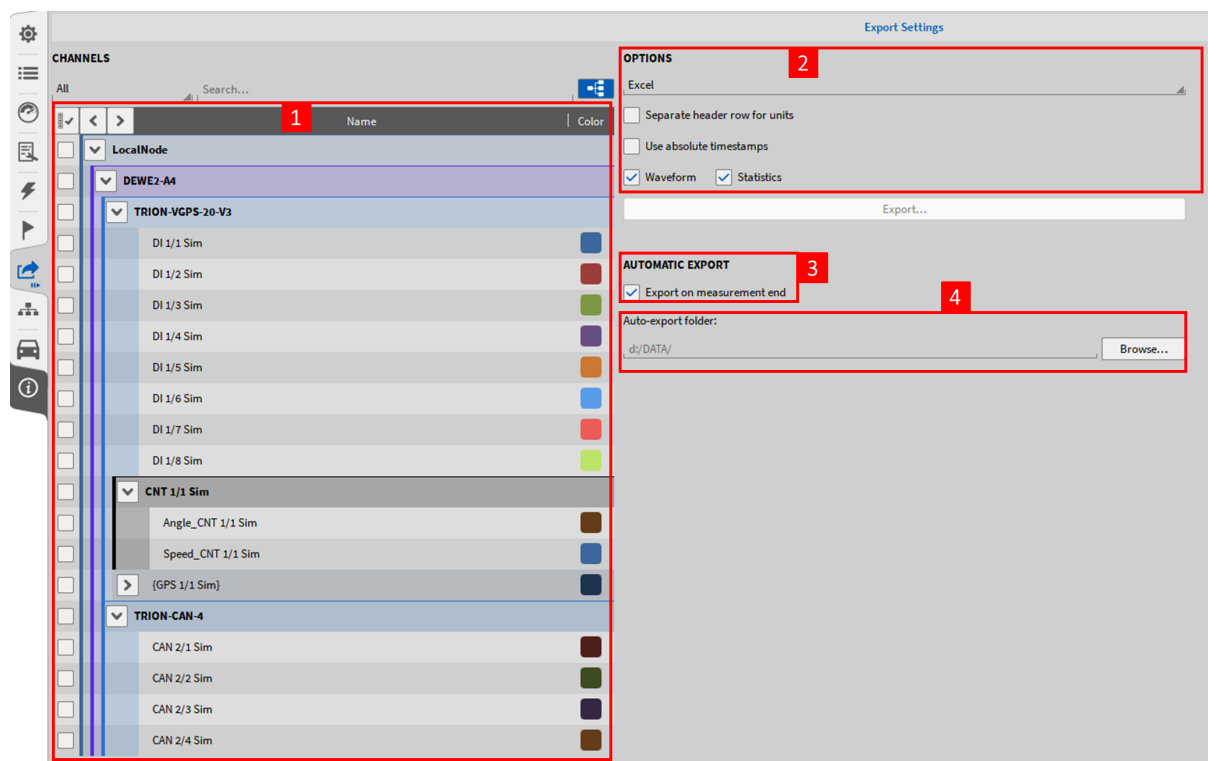 Export Settings
CHANNELS
All
Search...
1
Name
Color
LocalNode
DEWE2-A4
TRION-VGPS-20-V3
DI 1/1 Sim
DI 1/2 Sim
DI 1/3 Sim
DI 1/4 Sim
DI 1/5 Sim
DI 1/6 Sim
DI 1/7 Sim
DI 1/8 Sim
CNT 1/1 Sim
Angle_CNT 1/1 Sim
Speed_CNT 1/1 Sim
{GPS 1/1 Sim}
TRION-CAN-4
CAN 2/1 Sim
CAN 2/2 Sim
CAN 2/3 Sim
CAN 2/4 Sim
OPTIONS
2
Excel
Separate header row for units
Use absolute timestamps
Waveform Statistics
Export...
AUTOMATIC EXPORT
3
Export on measurement end
4
Auto-export folder:
d:/DATA/
Browse...